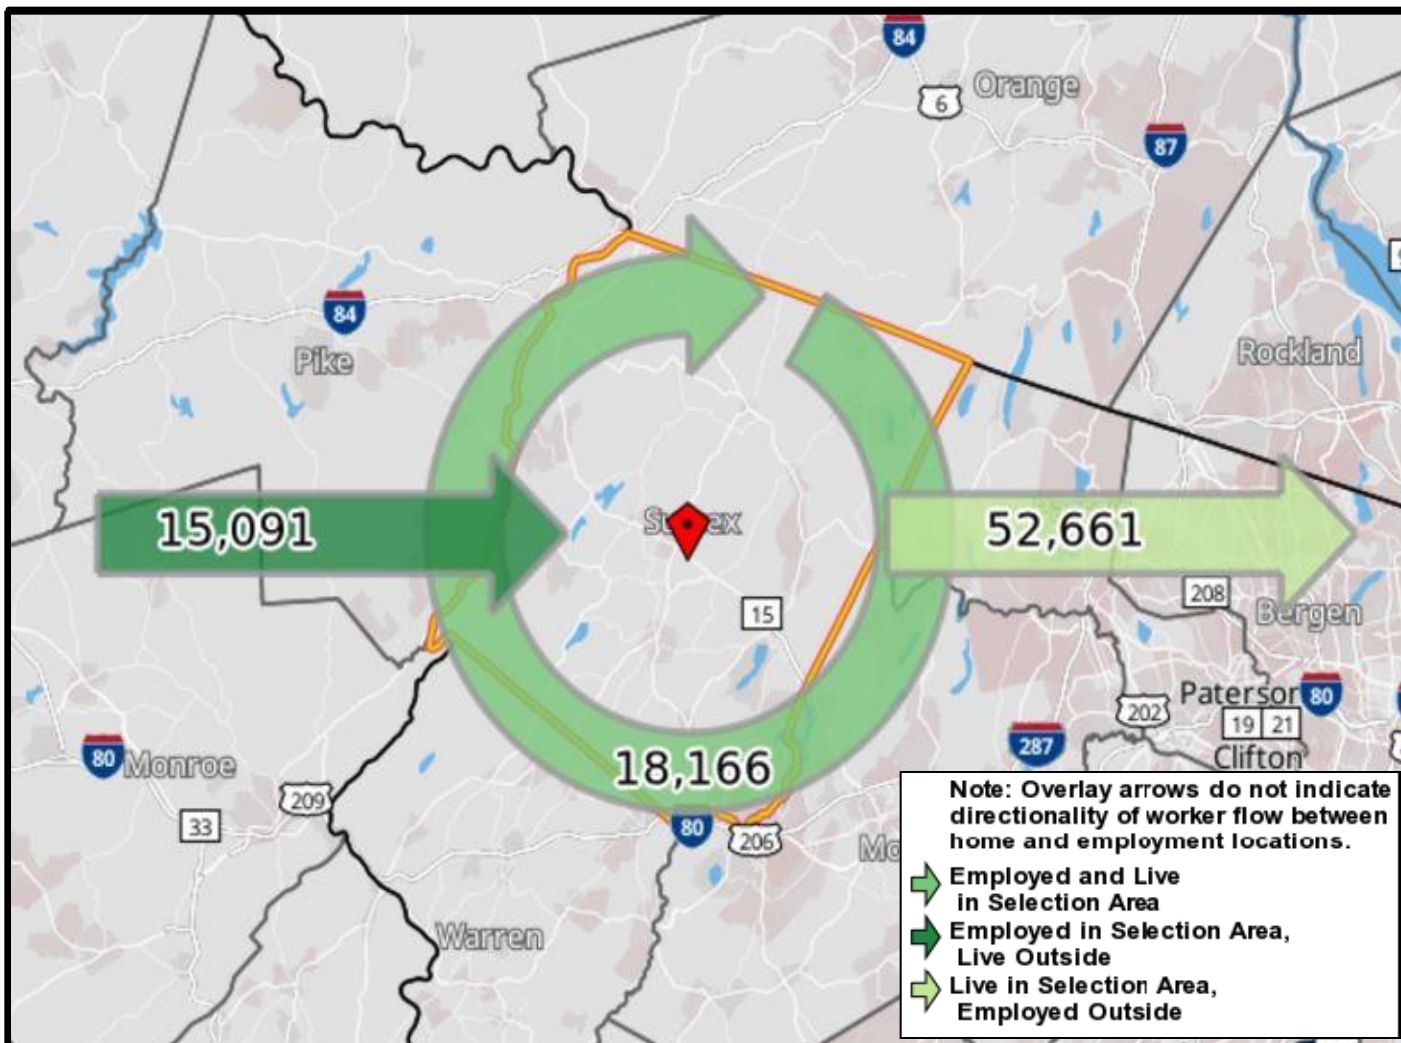 84
Orange
6
87
84
Pike
Rockland
15,091
52,661
15
208
Bergen
Paterson
80
202
19
21
Clifton
287
80
Monroe
209
33
18,166
80
206
Warren
Note: Overlay arrows do not indicate
directionality of worker flow between
home and employment locations.
Employed and Live
in Selection Area
Employed in Selection Area,
Live Outside
Live in Selection Area,
Employed Outside